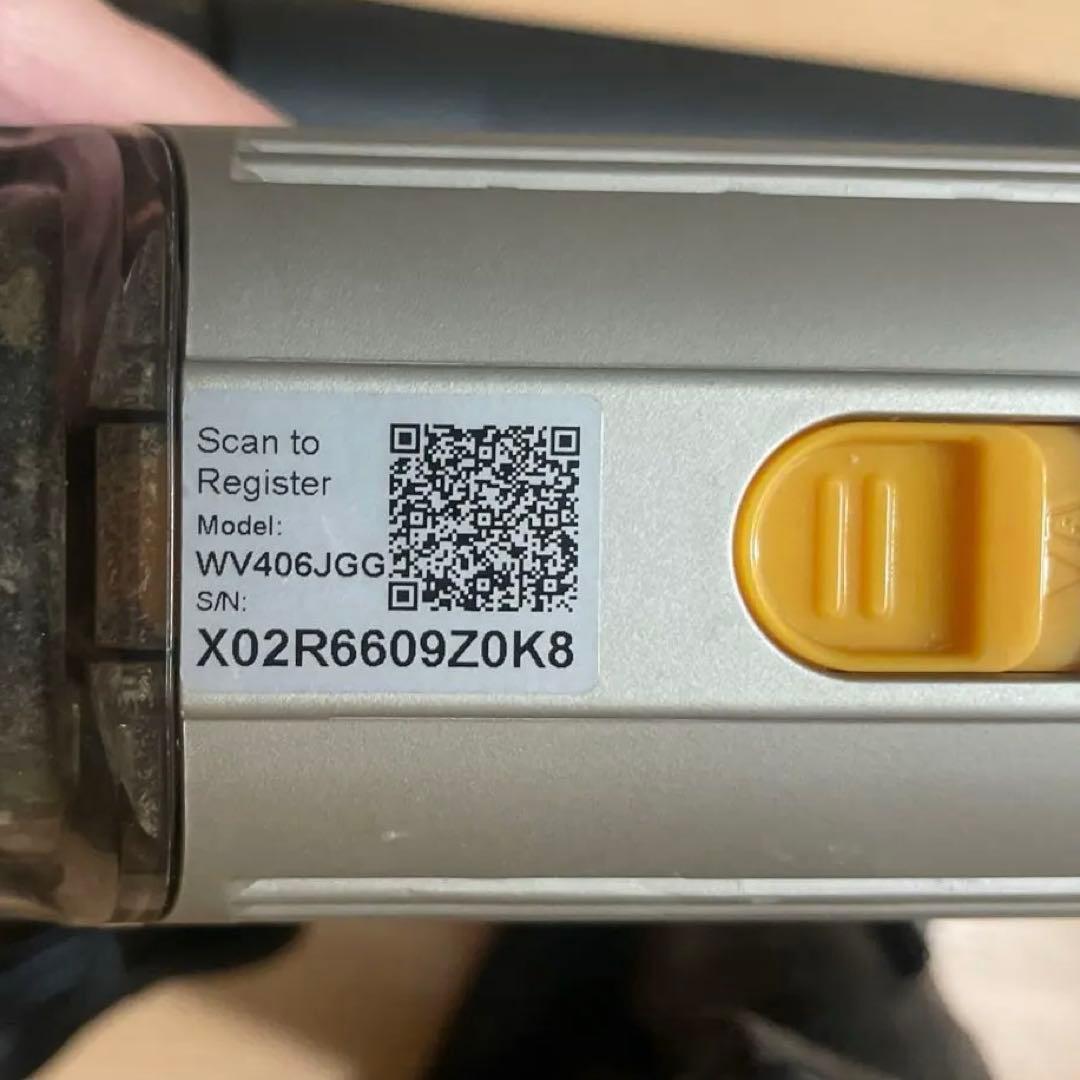 Scan to
Register
Model:
WV406JGG
S/N:
X02R6609Z0K8